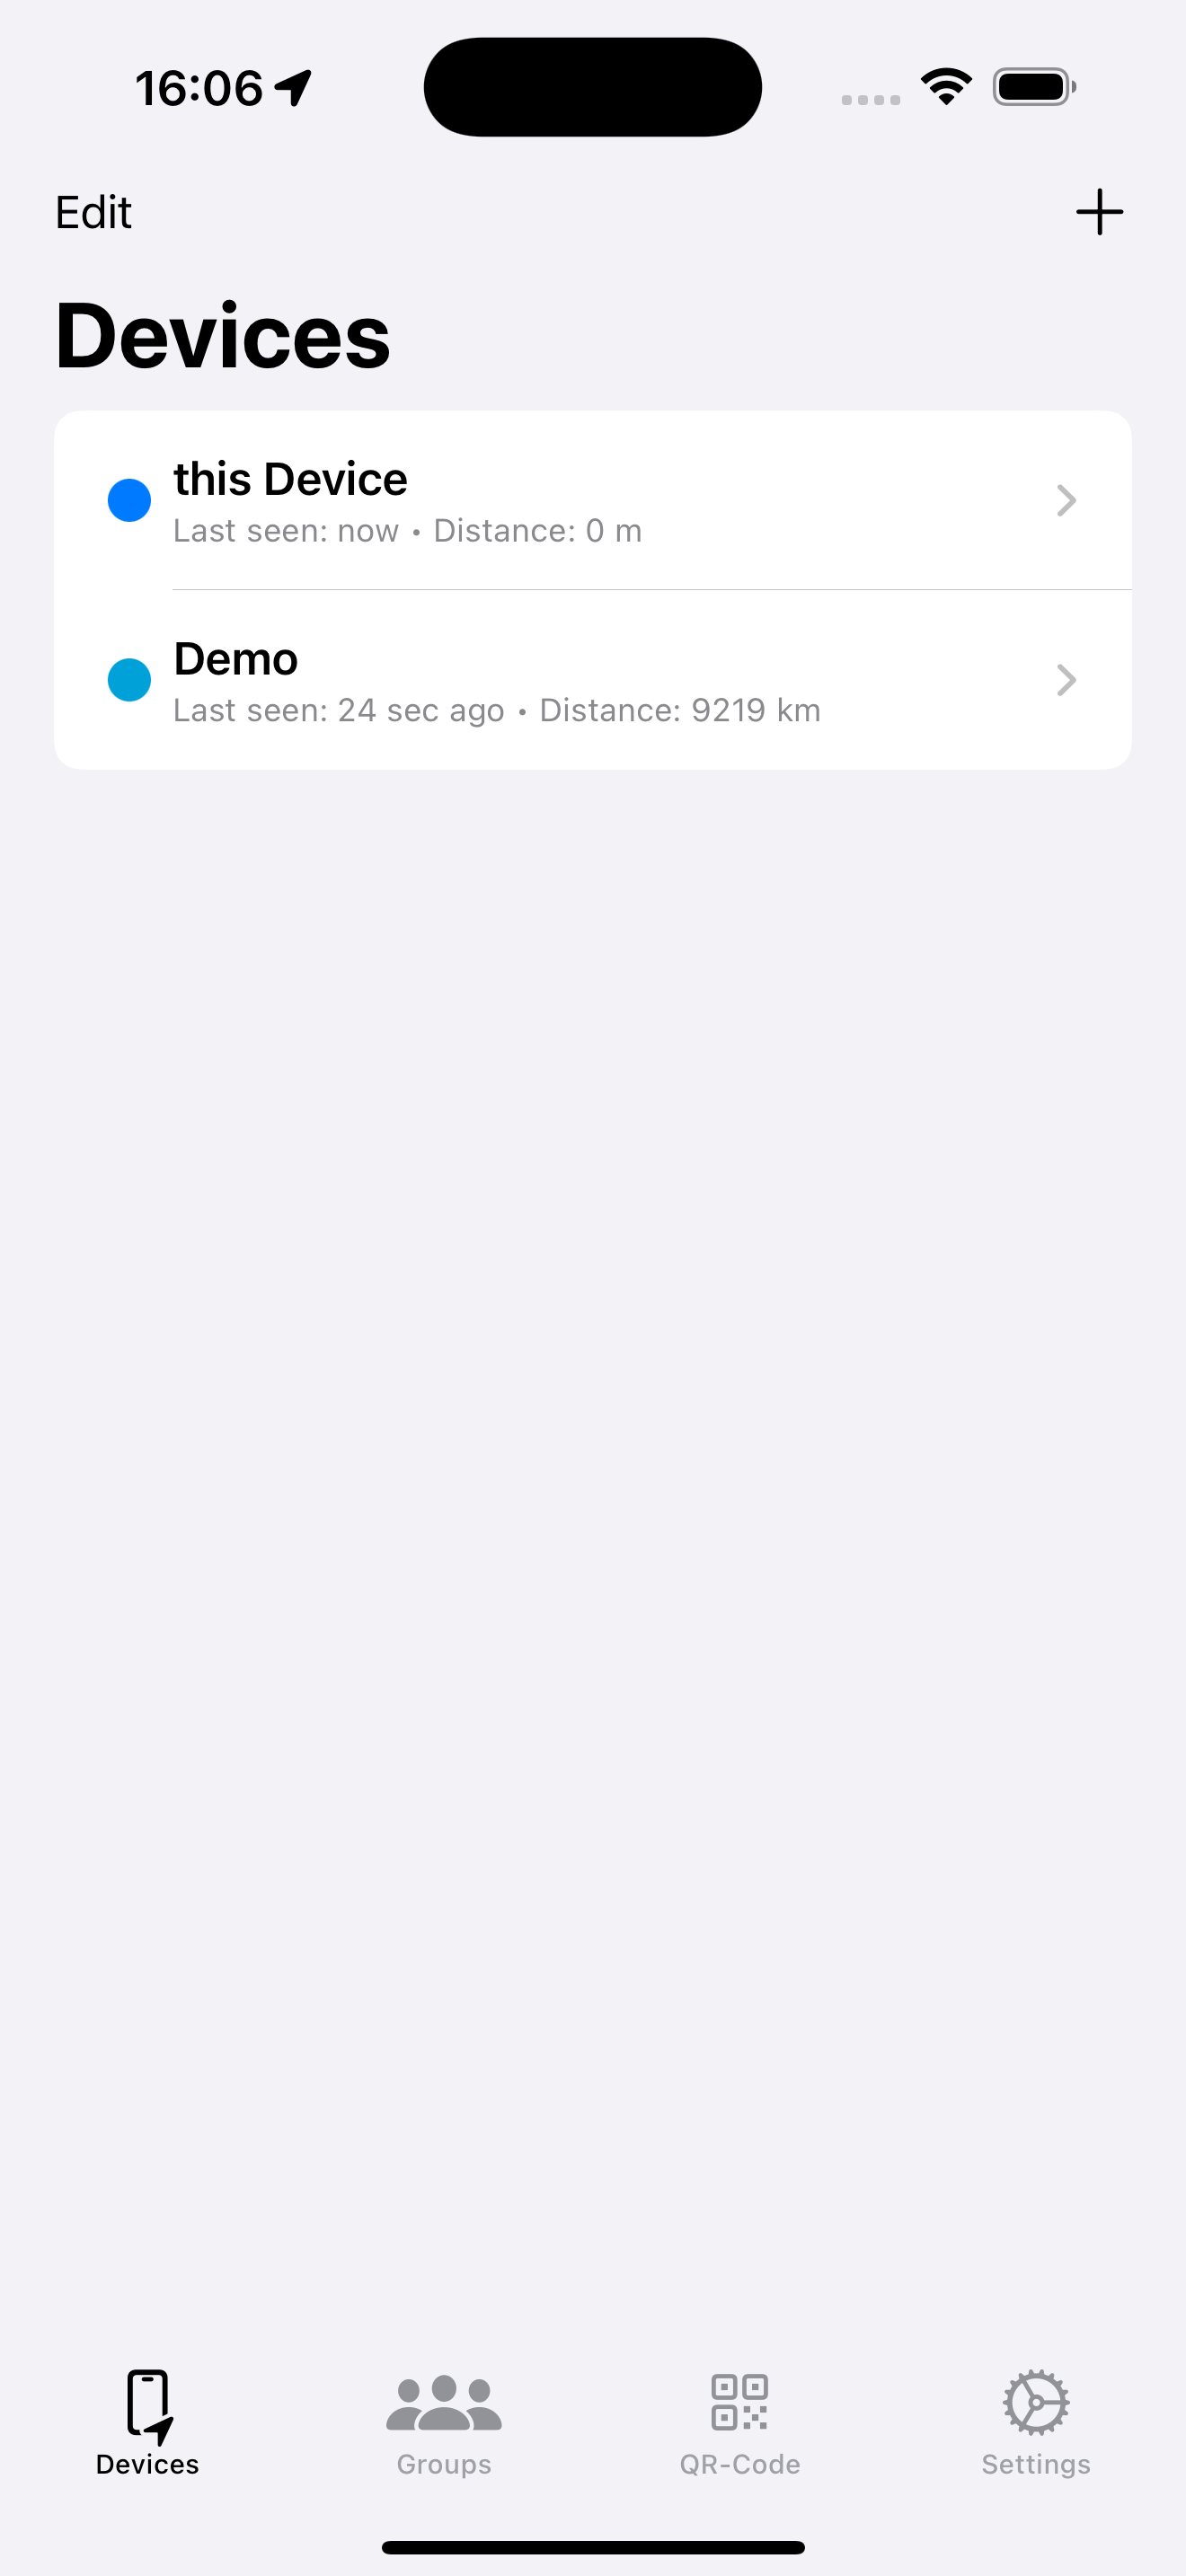 16:06
Edit
Devices
this Device
Last seen: now • Distance: 0 m
Demo
Last seen: 24 sec ago • Distance: 9219 km
Devices
Groups
QR-Code
Settings